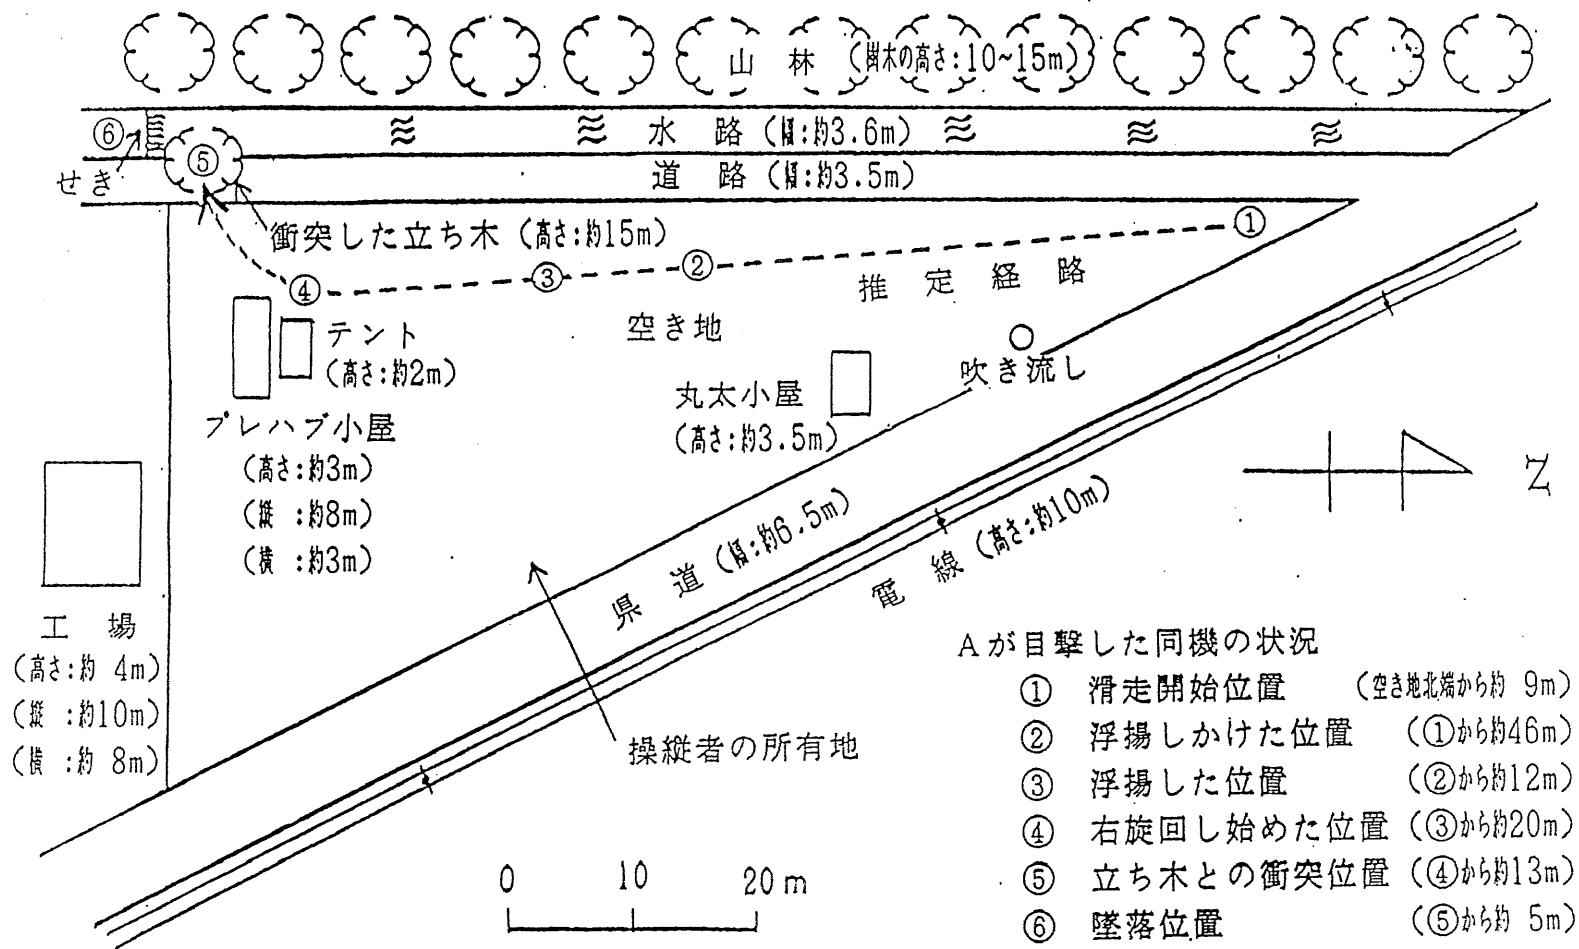 山 林 (樹木の高さ:10~15m)
⑥
水 路 (幅:約3.6m)
⑤
せき
道 路 (幅:約3.5m)
衝突した立ち木 (高さ:約15m)
①
②
③
④
推 定 経 路
空き地
テント
(高さ:約2m)
吹き流し
丸太小屋
(高さ:約3.5m)
プレハブ小屋
(高さ:約3m)
(縦 :約8m)
(横 :約3m)
Z
県 道 (幅:約6.5m)
電 線 (高さ:約10m)
工 場
(高さ:約 4m)
(縦 :約10m)
(横 :約 8m)
操縦者の所有地
0 10 20m
Aが目撃した同機の状況
① 滑走開始位置 (空き地北端から約 9m)
② 浮揚しかけた位置 (①から約46m)
③ 浮揚した位置 (②から約12m)
④ 右旋回し始めた位置 (③から約20m)
⑤ 立ち木との衝突位置 (④から約13m)
⑥ 墜落位置 (⑤から約 5m)